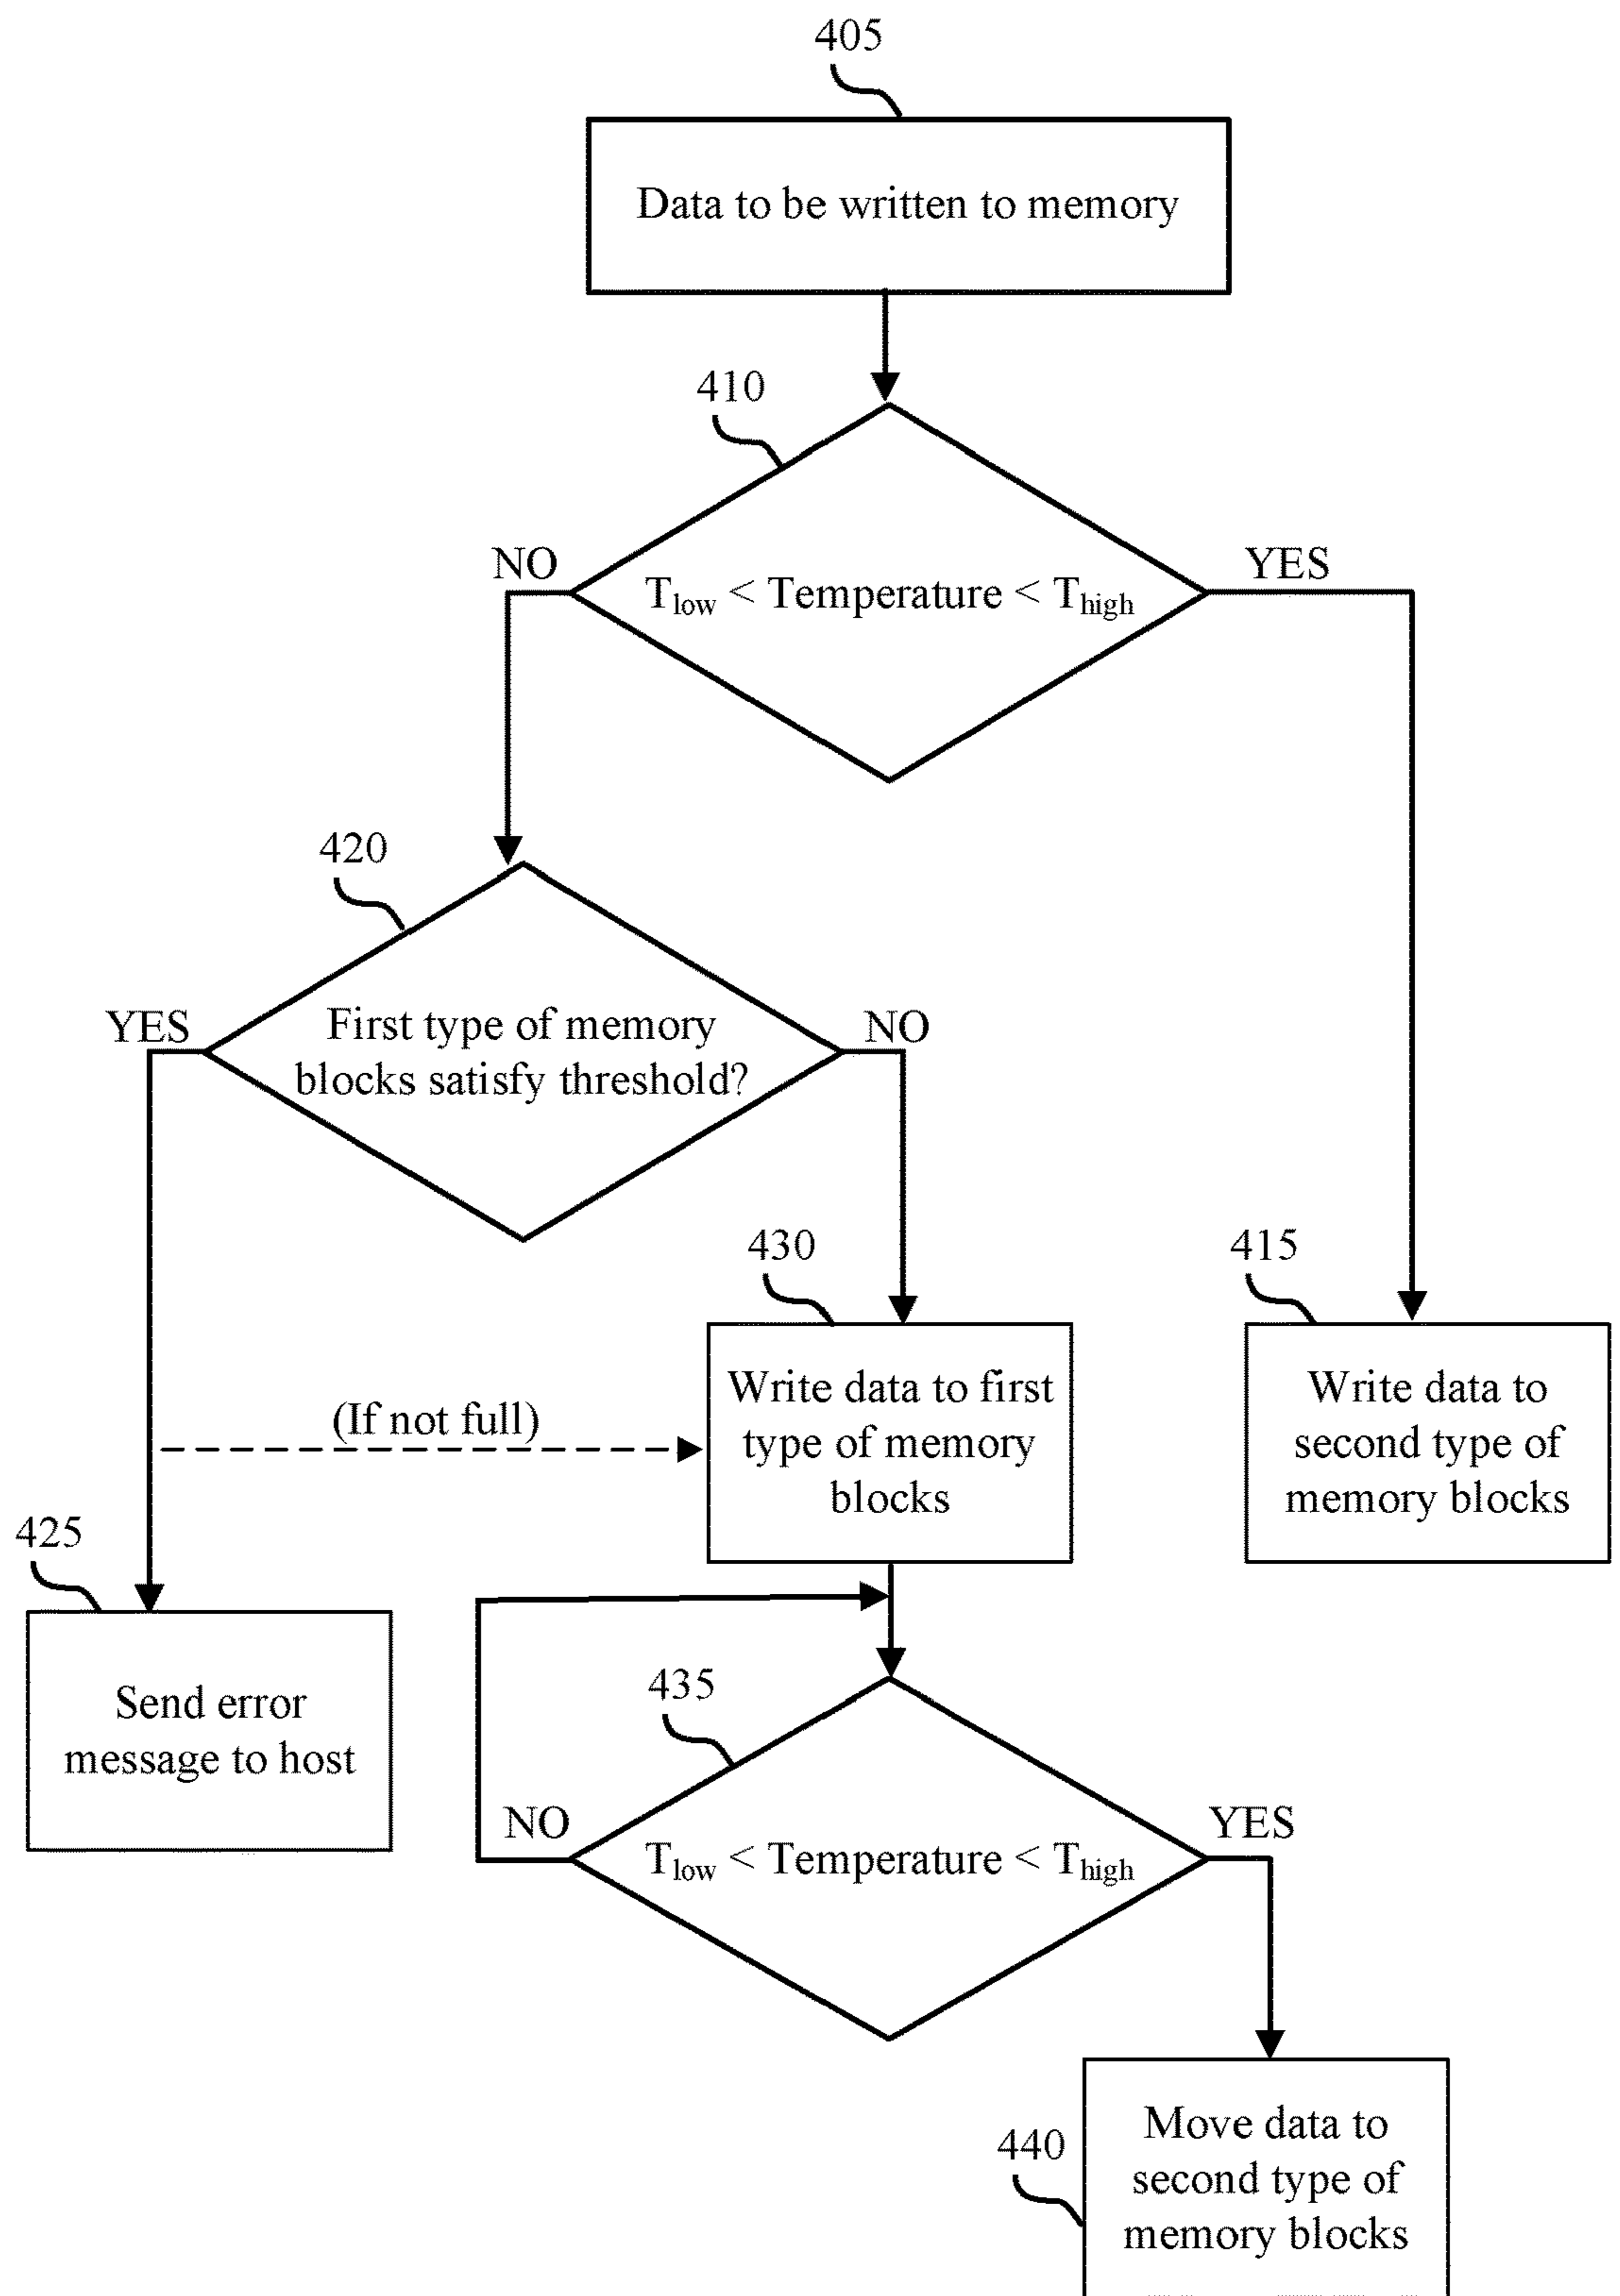 405
Data to be written to memory
410
NO
YES
Tlow < Temperature < Thigh
420
YES
NO
First type of memory
blocks satisfy threshold?
430
415
Write data to first
type of memory
blocks
Write data to
second type of
memory blocks
(If not full)
425
Send error
message to host
435
NO
YES
Tlow < Temperature < Thigh
440
Move data to
second type of
memory blocks